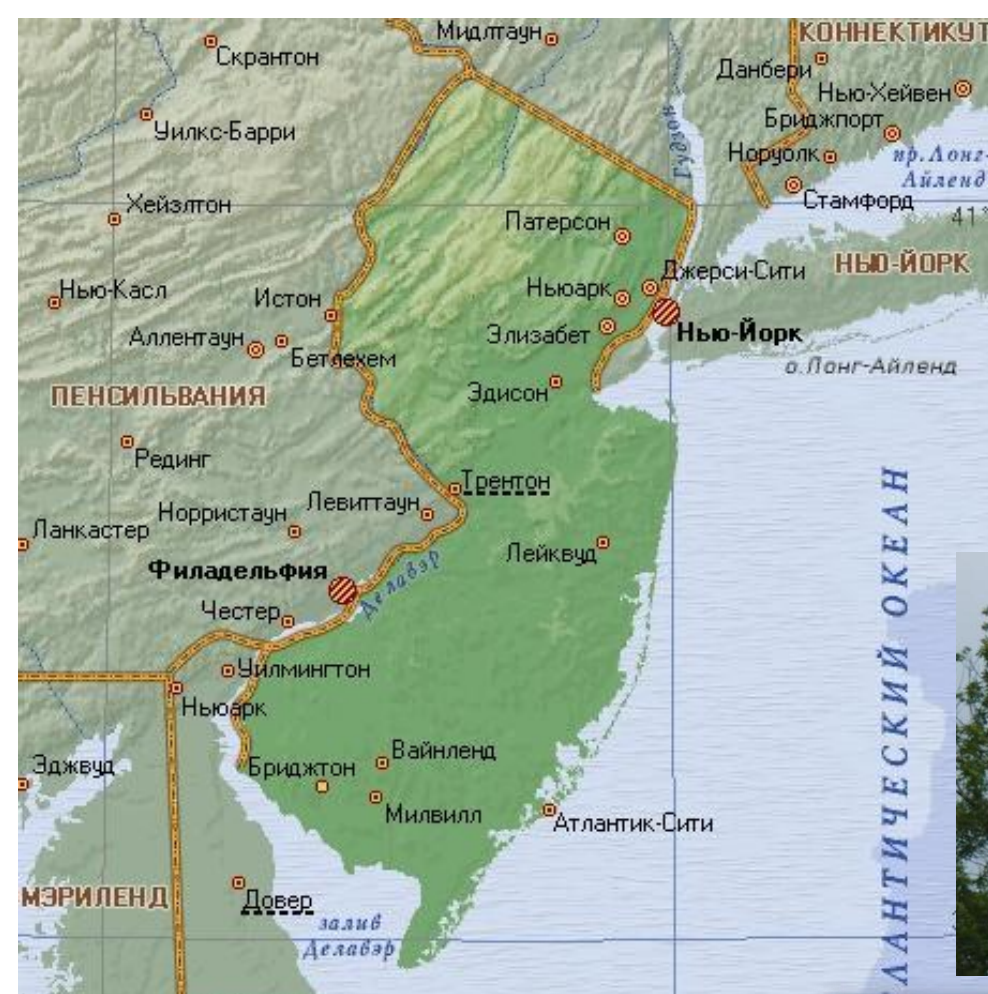 Мидлтаун
КОННЕКТИКУТ
Скрантон
Данбери
Нью-Хейвен
Уилкс-Барри
Гудзон
Бриджпорт
Норуолк
пр. Лонг-
Айленд
Хейзлтон
Стамфорд
41°
Патерсон
Нью-Касл
Истон
Джерси-Сити
НЬЮ-ЙОРК
Ньюарк
Аллентаун
Элизабет
Нью-Йорк
Бетлехем
о. Лонг-Айленд
ПЕНСИЛЬВАНИЯ
Эдисон
Рединг
Трентон
Левиттаун
Норристаун
Ланкастер
Лейквуд
Филадельфия
Делавэр
Честер
Уилмингтон
Ньюарк
Вайнленд
Эджвуд
Бриджтон
Милвилл
Атлантик-Сити
МЭРИЛЕНД
Довер
залив
Делавэр
ЛАНТИЧЕСКИЙ ОКЕАН